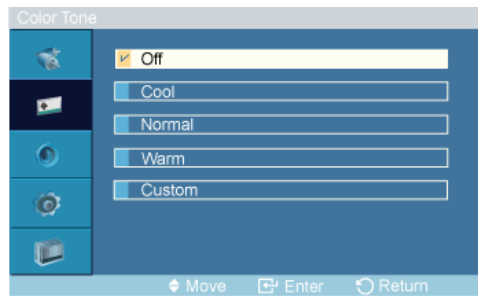 Color Tone
Off
Cool
Normal
Warm
Custom
Move Enter Return